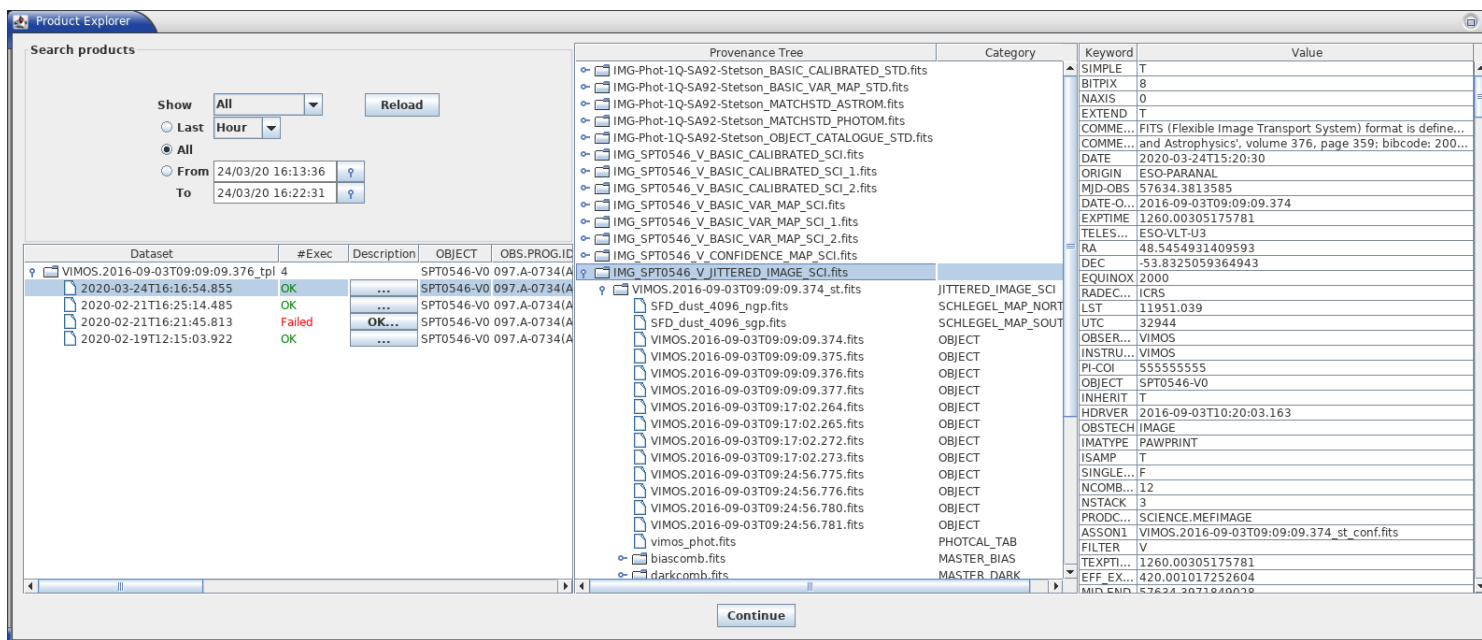 Product Explorer
Search products
Show All Reload
Last Hour
All
From 24/03/20 16:13:36
To 24/03/20 16:22:31
Dataset #Exec Description OBJECT OBS.PROG.ID
VIMOS.2016-09-03T09:09:09.376_tpl 4 SPT0546-V0 097.A-0734(A
2020-03-24T16:16:54.855 OK ... SPT0546-V0 097.A-0734(A
2020-02-21T16:25:14.485 OK ... SPT0546-V0 097.A-0734(A
2020-02-21T16:21:45.813 Failed OK... SPT0546-V0 097.A-0734(A
2020-02-19T12:15:03.922 OK ... SPT0546-V0 097.A-0734(A
Provenance Tree Category
IMG-Phot-1Q-SA92-Stetson_BASIC_CALIBRATED_STD.fits
IMG-Phot-1Q-SA92-Stetson_BASIC_VAR_MAP_STD.fits
IMG-Phot-1Q-SA92-Stetson_MATCHSTD_ASTROM.fits
IMG-Phot-1Q-SA92-Stetson_MATCHSTD_PHOTOM.fits
IMG-Phot-1Q-SA92-Stetson_OBJECT_CATALOGUE_STD.fits
IMG_SPT0546_V_BASIC_CALIBRATED_SCI.fits
IMG_SPT0546_V_BASIC_CALIBRATED_SCI_1.fits
IMG_SPT0546_V_BASIC_CALIBRATED_SCI_2.fits
IMG_SPT0546_V_BASIC_VAR_MAP_SCI.fits
IMG_SPT0546_V_BASIC_VAR_MAP_SCI_1.fits
IMG_SPT0546_V_BASIC_VAR_MAP_SCI_2.fits
IMG_SPT0546_V_CONFIDENCE_MAP_SCI.fits
IMG_SPT0546_V_JITTERED_IMAGE_SCI.fits
VIMOS.2016-09-03T09:09:09.374_st.fits JITTERED_IMAGE_SCI
SFD_dust_4096_ngp.fits SCHLEGEL_MAP_NORT
SFD_dust_4096_sgp.fits SCHLEGEL_MAP_SOUT
VIMOS.2016-09-03T09:09:09.374.fits OBJECT
VIMOS.2016-09-03T09:09:09.375.fits OBJECT
VIMOS.2016-09-03T09:09:09.376.fits OBJECT
VIMOS.2016-09-03T09:09:09.377.fits OBJECT
VIMOS.2016-09-03T09:17:02.264.fits OBJECT
VIMOS.2016-09-03T09:17:02.265.fits OBJECT
VIMOS.2016-09-03T09:17:02.272.fits OBJECT
VIMOS.2016-09-03T09:17:02.273.fits OBJECT
VIMOS.2016-09-03T09:24:56.775.fits OBJECT
VIMOS.2016-09-03T09:24:56.776.fits OBJECT
VIMOS.2016-09-03T09:24:56.780.fits OBJECT
VIMOS.2016-09-03T09:24:56.781.fits OBJECT
vimos_phot.fits PHOTCAL_TAB
biascomb.fits MASTER_BIAS
darkcomb.fits MASTER_DARK
Keyword Value
SIMPLE T
BITPIX 8
NAXIS 0
EXTEND T
COMME... FITS (Flexible Image Transport System) format is define...
COMME... and Astrophysics', volume 376, page 359; bibcode: 200...
DATE 2020-03-24T15:20:30
ORIGIN ESO-PARANAL
MJD-OBS 57634.3813585
DATE-O... 2016-09-03T09:09:09.374
EXPTIME 1260.00305175781
TELES... ESO-VLT-U3
RA 48.5454931409593
DEC -53.8325059364943
EQUINOX 2000
RADEC... ICRS
LST 11951.039
UTC 32944
OBSER... VIMOS
INSTRU... VIMOS
PI-COI 555555555
OBJECT SPT0546-V0
INHERIT T
HDRVER 2016-09-03T10:20:03.163
OBSTECH IMAGE
IMATYPE PAWPRINT
ISAMP T
SINGLE... F
NCOMB... 12
NSTACK 3
PRODC... SCIENCE.MEFIMAGE
ASSON1 VIMOS.2016-09-03T09:09:09.374_st_conf.fits
FILTER V
TEXPTI... 1260.00305175781
EFF_EX... 420.001017252604
MJD-END 57634.3971849028
Continue